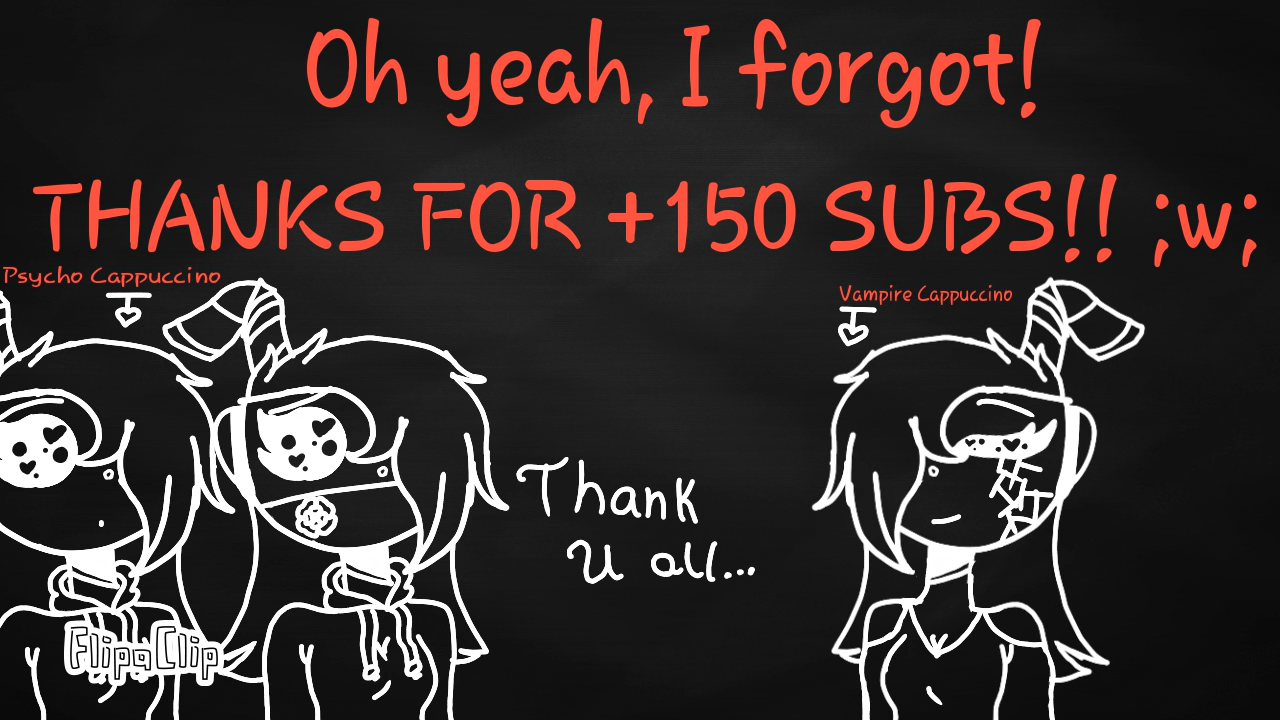 Oh yeah, I forgot!
THANKS FOR +150 SUBS!! ;w;
Psycho Cappuccino
Vampire Cappuccino
Thank
U all...
FlipaClip